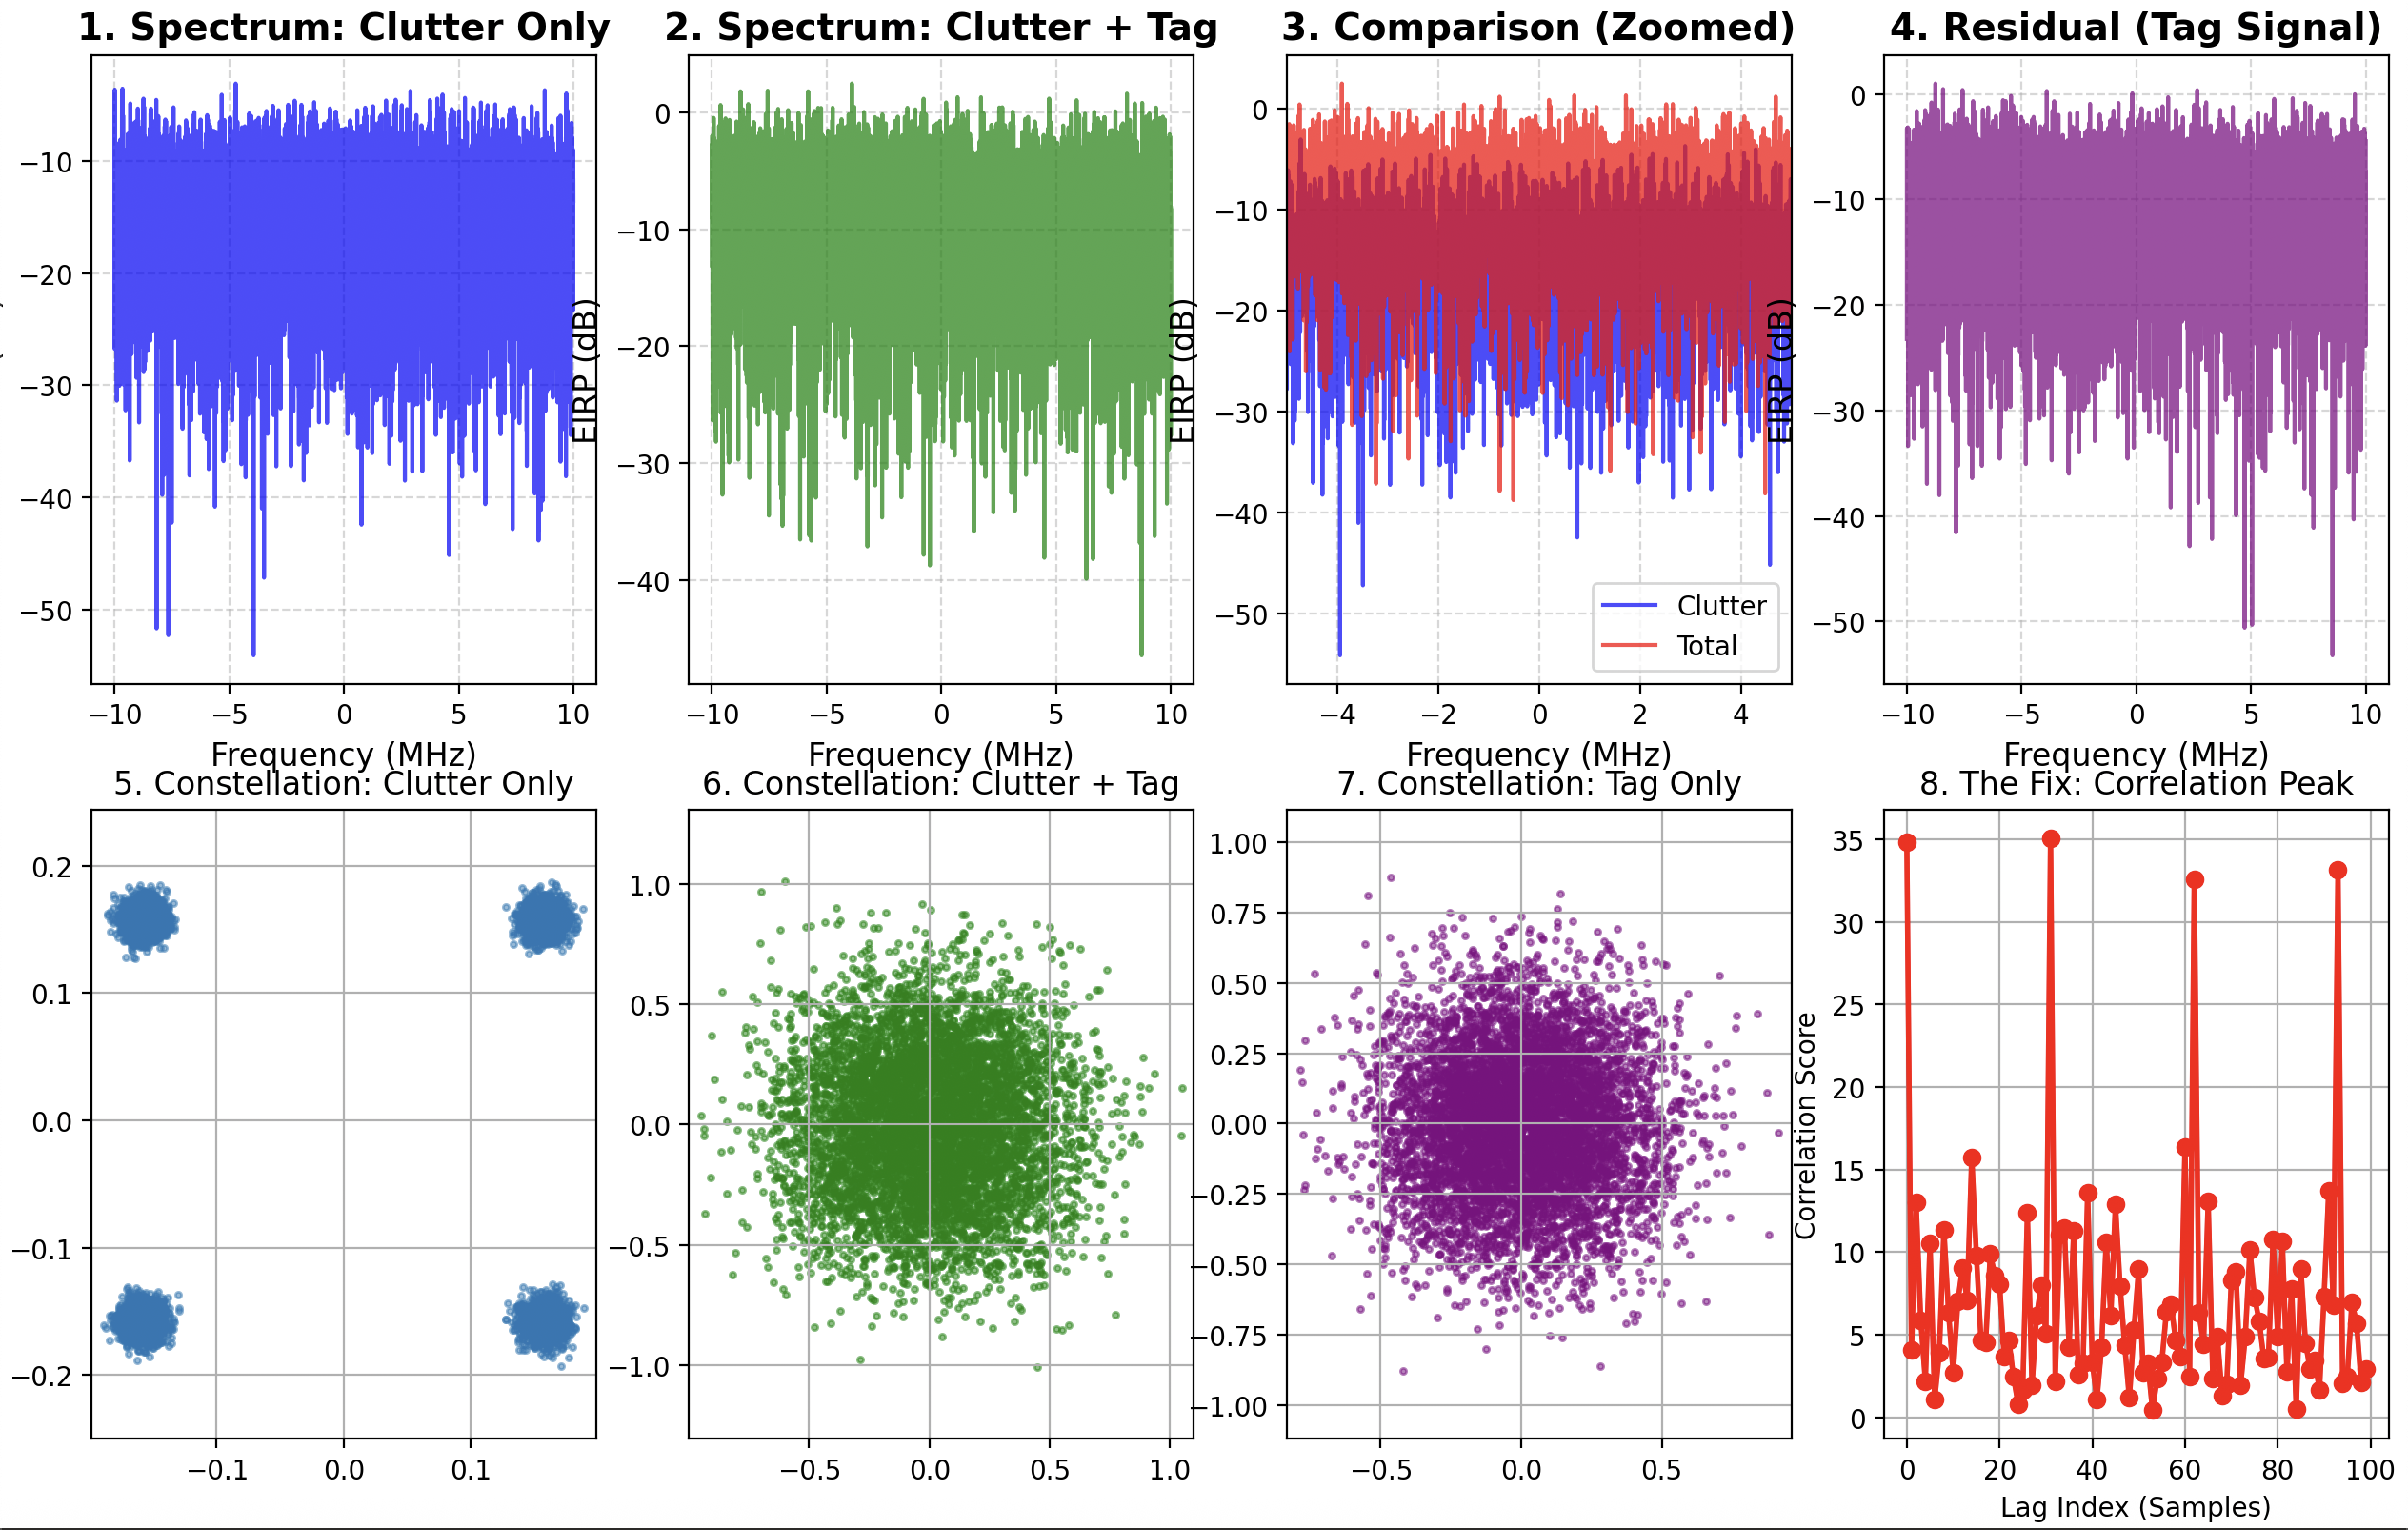 1. Spectrum: Clutter Only
−10
−20
−30
−40
−50
−10 −5 0 5 10
Frequency (MHz)
2. Spectrum: Clutter + Tag
EIRP (dB)
0
−10
−20
−30
−40
−10 −5 0 5 10
Frequency (MHz)
3. Comparison (Zoomed)
EIRP (dB)
0
−10
−20
−30
−40
−50
Clutter
Total
−4 −2 0 2 4
Frequency (MHz)
4. Residual (Tag Signal)
EIRP (dB)
0
−10
−20
−30
−40
−50
−10 −5 0 5 10
Frequency (MHz)
5. Constellation: Clutter Only
0.2
0.1
0.0
−0.1
−0.2
−0.1 0.0 0.1
6. Constellation: Clutter + Tag
1.0
0.5
0.0
−0.5
−1.0
−0.5 0.0 0.5 1.0
7. Constellation: Tag Only
1.00
0.75
0.50
0.25
0.00
−0.25
−0.50
−0.75
−1.00
−0.5 0.0 0.5
8. The Fix: Correlation Peak
Correlation Score
35
30
25
20
15
10
5
0
0 20 40 60 80 100
Lag Index (Samples)